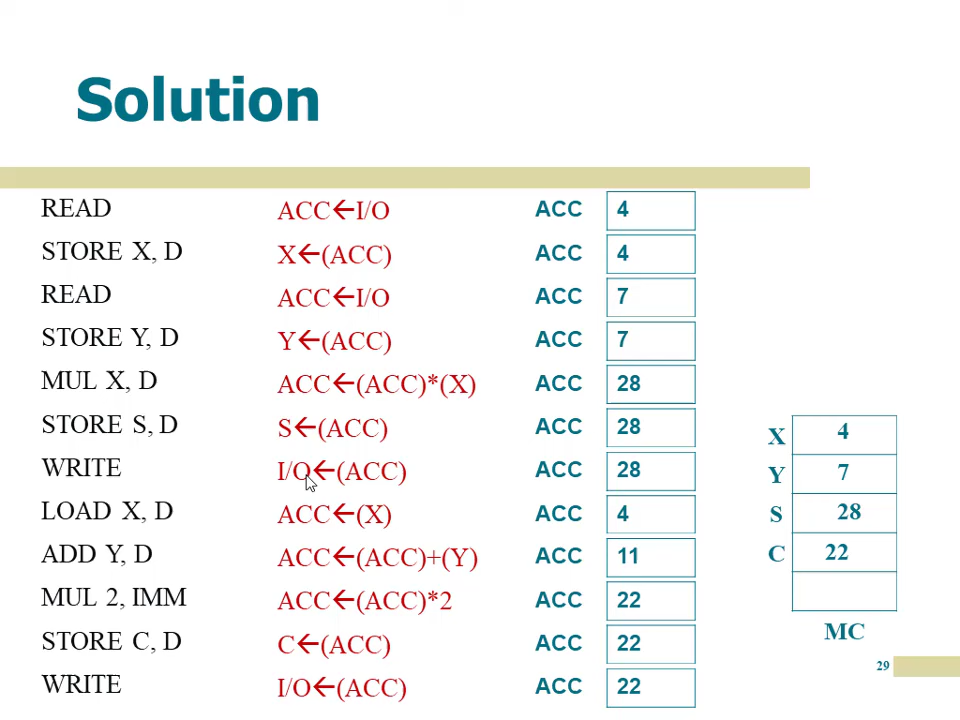 Solution
READ ACC←I/O ACC 4
STORE X, D X←(ACC) ACC 4
READ ACC←I/O ACC 7
STORE Y, D Y←(ACC) ACC 7
MUL X, D ACC←(ACC)*(X) ACC 28
STORE S, D S←(ACC) ACC 28
WRITE I/O←(ACC) ACC 28
LOAD X, D ACC←(X) ACC 4
ADD Y, D ACC←(ACC)+(Y) ACC 11
MUL 2, IMM ACC←(ACC)*2 ACC 22
STORE C, D C←(ACC) ACC 22
WRITE I/O←(ACC) ACC 22
X 4
Y 7
S 28
C 22
MC
29